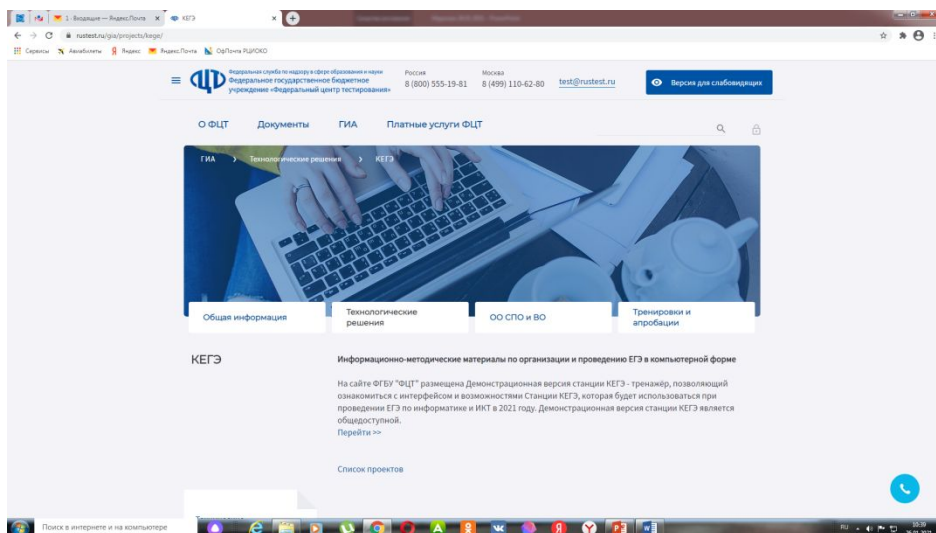 1 · Входящие — Яндекс.Почта
КЕГЭ
rustest.ru/gia/projects/kege/
Сервисы
Авиабилеты
Яндекс
Яндекс.Почта
ОфПочта РЦИОКО
Федеральная служба по надзору в сфере образования и науки
Федеральное государственное бюджетное
учреждение «Федеральный центр тестирования»
ФЦТ
Россия
8 (800) 555-19-81
Москва
8 (499) 110-62-80
test@rustest.ru
Версия для слабовидящих
О ФЦТ
Документы
ГИА
Платные услуги ФЦТ
ГИА > Технологические решения > КЕГЭ
Общая информация
Технологические
решения
ОО СПО и ВО
Тренировки и
апробации
КЕГЭ
Информационно-методические материалы по организации и проведению ЕГЭ в компьютерной форме
На сайте ФГБУ "ФЦТ" размещена Демонстрационная версия станции КЕГЭ - тренажёр, позволяющий
ознакомиться с интерфейсом и возможностями Станции КЕГЭ, которая будет использоваться при
проведении ЕГЭ по информатике и ИКТ в 2021 году. Демонстрационная версия станции КЕГЭ является
общедоступной.
Перейти >>
Список проектов
Поиск в интернете и на компьютере
RU
10:39